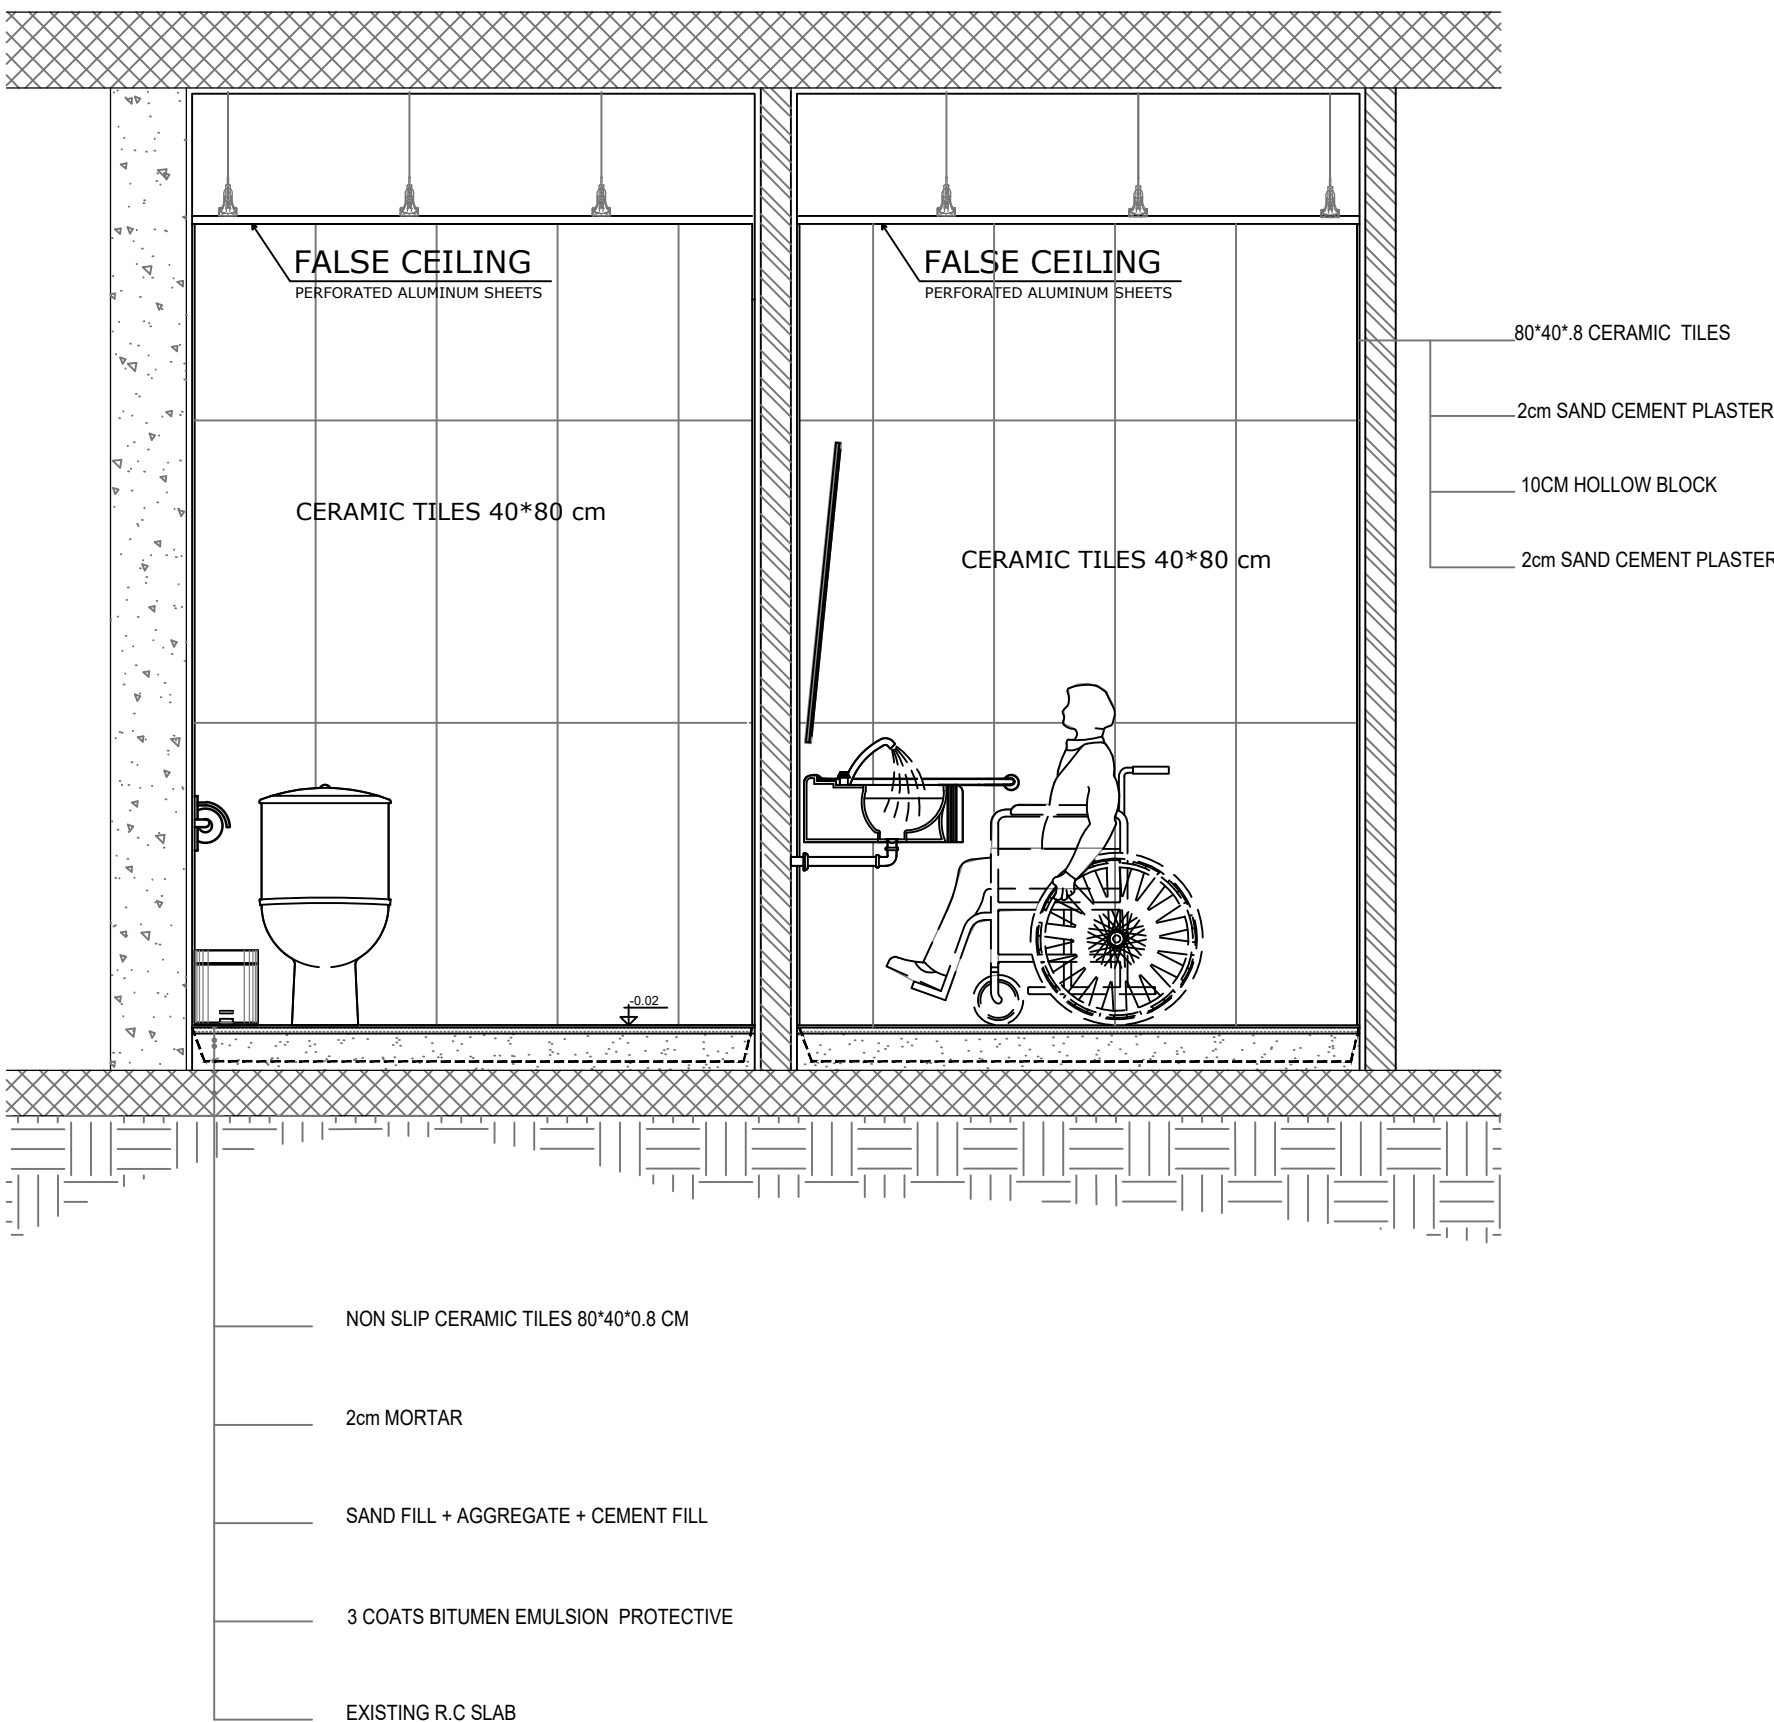 FALSE CEILING
PERFORATED ALUMINUM SHEETS
FALSE CEILING
PERFORATED ALUMINUM SHEETS
80*40*.8 CERAMIC TILES
2cm SAND CEMENT PLASTER
10CM HOLLOW BLOCK
2cm SAND CEMENT PLASTER
CERAMIC TILES 40*80 cm
CERAMIC TILES 40*80 cm
-0.02
NON SLIP CERAMIC TILES 80*40*0.8 CM
2cm MORTAR
SAND FILL + AGGREGATE + CEMENT FILL
3 COATS BITUMEN EMULSION PROTECTIVE
EXISTING R.C SLAB